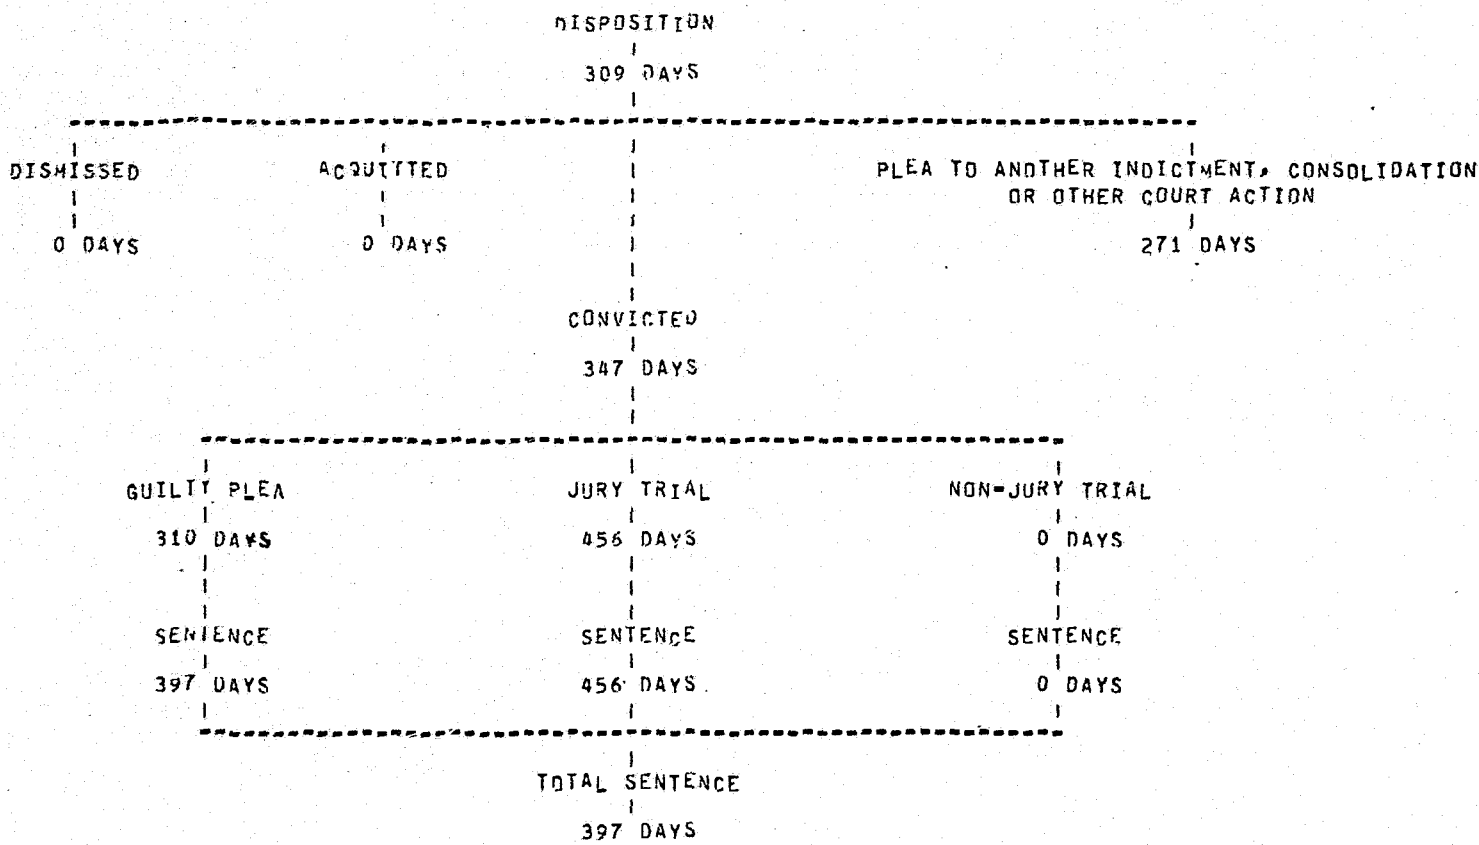 DISPOSITION
309 DAYS
DISMISSED ACQUITTED PLEA TO ANOTHER INDICTMENT, CONSOLIDATION
OR OTHER COURT ACTION
0 DAYS 0 DAYS 271 DAYS
CONVICTED
347 DAYS
GUILTY PLEA JURY TRIAL NON-JURY TRIAL
310 DAYS 456 DAYS 0 DAYS
SENTENCE SENTENCE SENTENCE
397 DAYS 456 DAYS 0 DAYS
TOTAL SENTENCE
397 DAYS